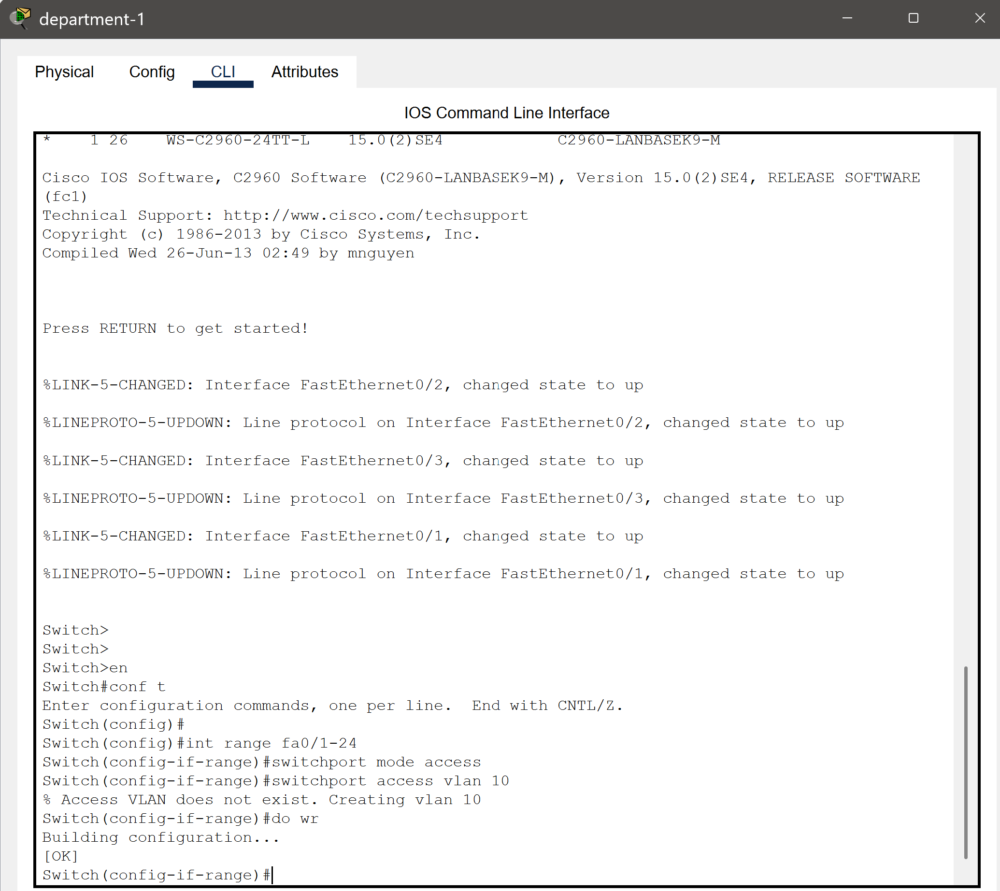 department-1
Physical Config CLI Attributes
IOS Command Line Interface
* 1 26 WS-C2960-24TT-L 15.0(2)SE4 C2960-LANBASEK9-M
Cisco IOS Software, C2960 Software (C2960-LANBASEK9-M), Version 15.0(2)SE4, RELEASE SOFTWARE
(fc1)
Technical Support: http://www.cisco.com/techsupport
Copyright (c) 1986-2013 by Cisco Systems, Inc.
Compiled Wed 26-Jun-13 02:49 by mnguyen
Press RETURN to get started!
%LINK-5-CHANGED: Interface FastEthernet0/2, changed state to up
%LINEPROTO-5-UPDOWN: Line protocol on Interface FastEthernet0/2, changed state to up
%LINK-5-CHANGED: Interface FastEthernet0/3, changed state to up
%LINEPROTO-5-UPDOWN: Line protocol on Interface FastEthernet0/3, changed state to up
%LINK-5-CHANGED: Interface FastEthernet0/1, changed state to up
%LINEPROTO-5-UPDOWN: Line protocol on Interface FastEthernet0/1, changed state to up
Switch>
Switch>
Switch>en
Switch#conf t
Enter configuration commands, one per line.  End with CNTL/Z.
Switch(config)#
Switch(config)#int range fa0/1-24
Switch(config-if-range)#switchport mode access
Switch(config-if-range)#switchport access vlan 10
% Access VLAN does not exist. Creating vlan 10
Switch(config-if-range)#do wr
Building configuration...
[OK]
Switch(config-if-range)#